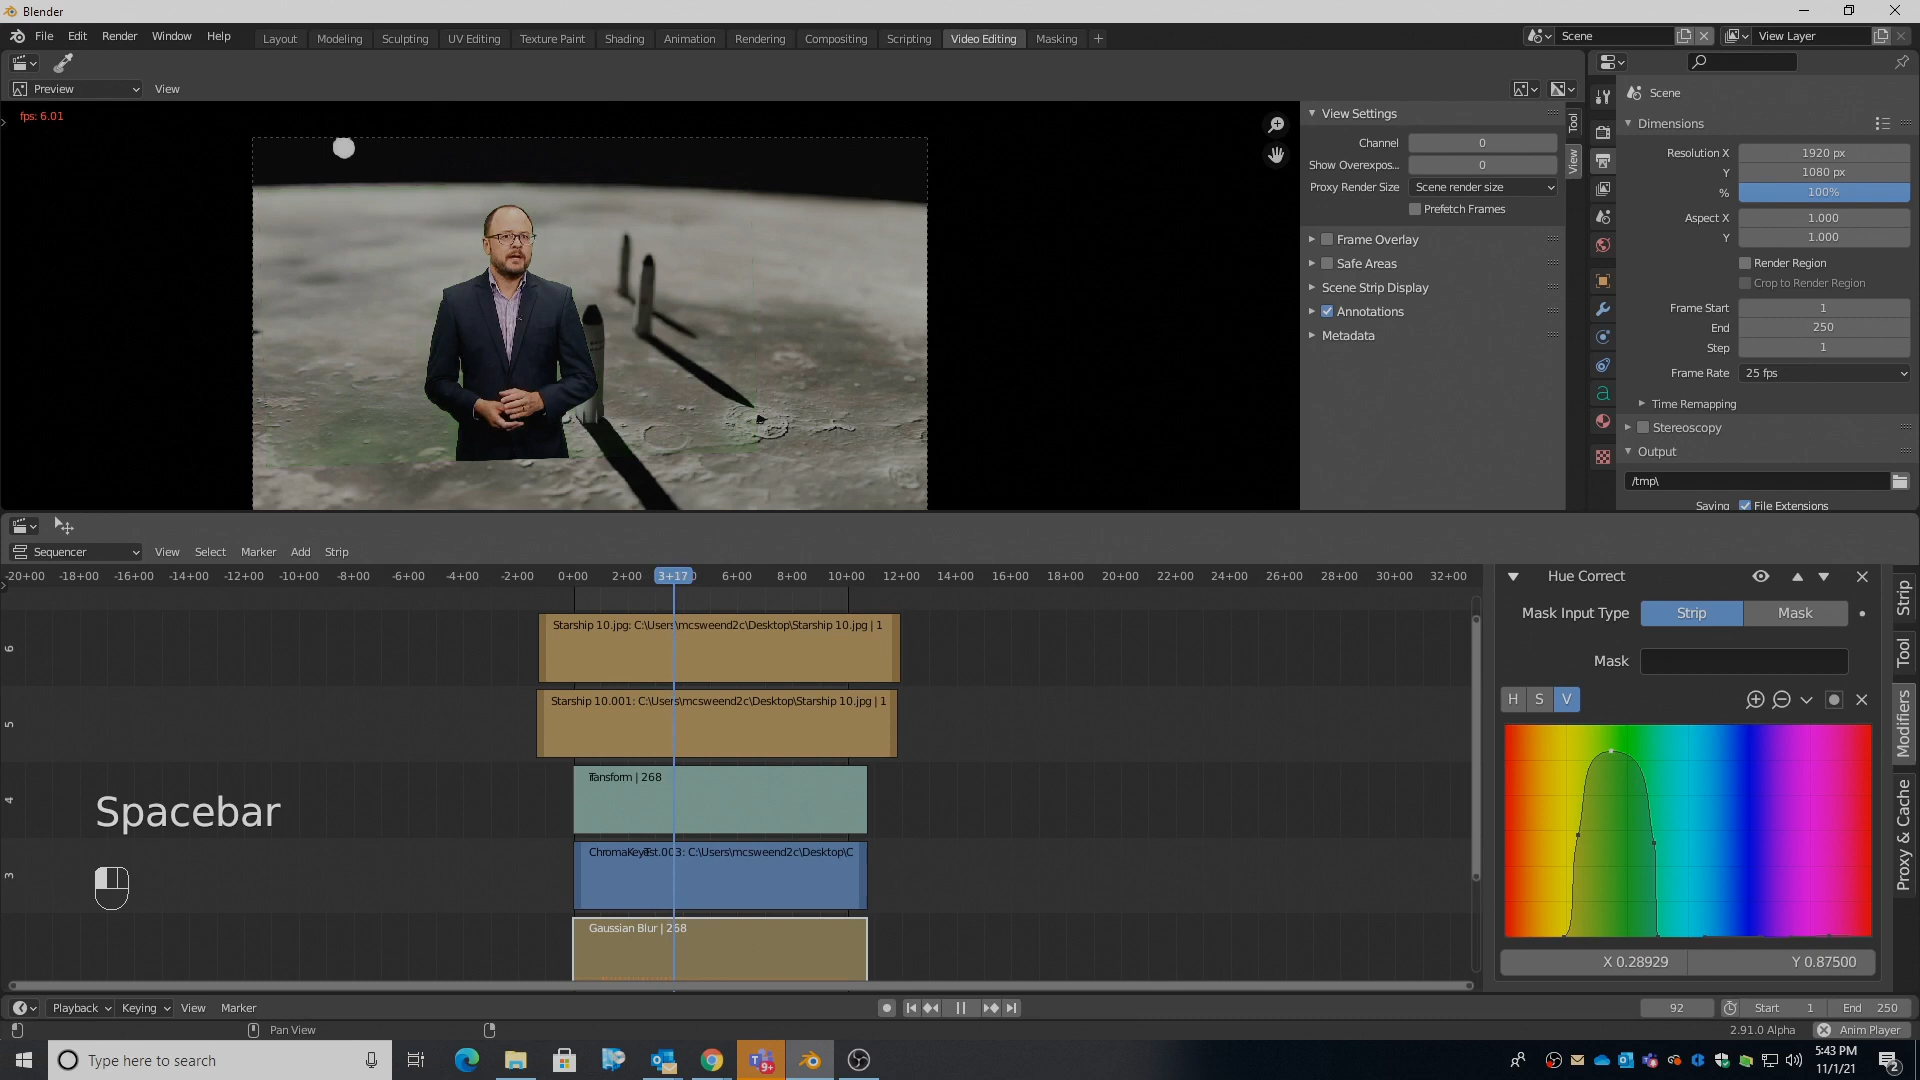 Blender
File Edit Render Window Help
Layout Modeling Sculpting UV Editing Texture Paint Shading Animation Rendering Compositing Scripting Video Editing Masking +
Scene
View Layer
Preview View
fps: 6.01
View Settings
Channel 0
Show Overexpos... 0
Proxy Render Size Scene render size
Prefetch Frames
Frame Overlay
Safe Areas
Scene Strip Display
Annotations
Metadata
Tool
View
Scene
Dimensions
Resolution X 1920 px
Y 1080 px
% 100%
Aspect X 1.000
Y 1.000
Render Region
Crop to Render Region
Frame Start 1
End 250
Step 1
Frame Rate 25 fps
Time Remapping
Stereoscopy
Output
/tmp\
Saving File Extensions
Sequencer View Select Marker Add Strip
-20+00 -18+00 -16+00 -14+00 -12+00 -10+00 -8+00 -6+00 -4+00 -2+00 0+00 2+00 3+17 6+00 8+00 10+00 12+00 14+00 16+00 18+00 20+00 22+00 24+00 26+00 28+00 30+00 32+00
6
Starship 10.jpg: C:\Users\mcsweend2c\Desktop\Starship 10.jpg | 1
5
Starship 10.001: C:\Users\mcsweend2c\Desktop\Starship 10.jpg | 1
4
Transform | 268
3
C:\Users\mcsweend2c\Desktop\C
Gaussian Blur | 268
Spacebar
Hue Correct
Mask Input Type Strip Mask
Mask
H S V
X 0.28929 Y 0.87500
Strip
Tool
Modifiers
Proxy & Cache
Playback Keying View Marker
92 Start 1 End 250
Pan View
2.91.0 Alpha Anim Player
Type here to search
9+
5:43 PM
11/1/21
2